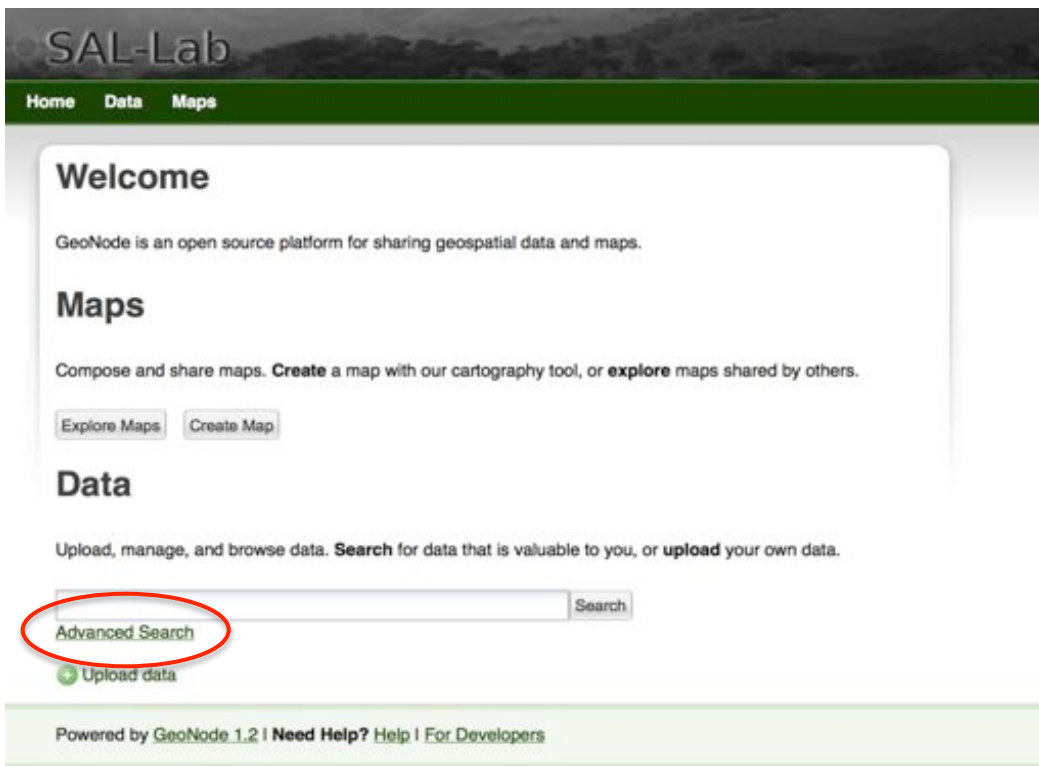 SAL-Lab
Home Data Maps
Welcome
GeoNode is an open source platform for sharing geospatial data and maps.
Maps
Compose and share maps. Create a map with our cartography tool, or explore maps shared by others.
Explore Maps Create Map
Data
Upload, manage, and browse data. Search for data that is valuable to you, or upload your own data.
Search
Advanced Search
Upload data
Powered by GeoNode 1.2 | Need Help? Help | For Developers